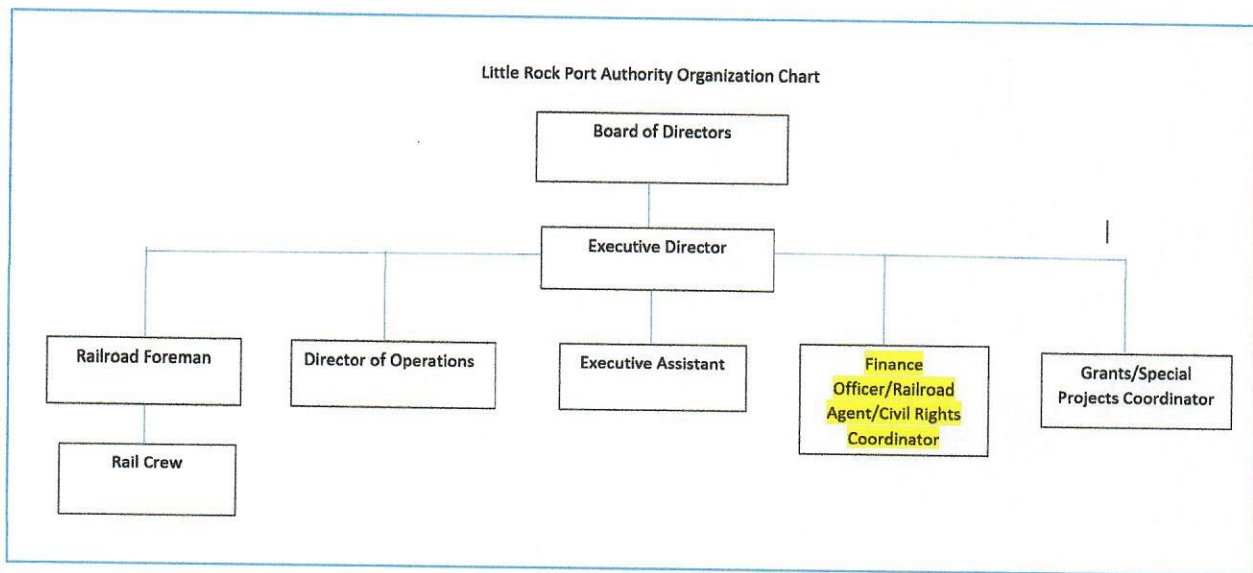 Little Rock Port Authority Organization Chart
Board of Directors
Executive Director
Railroad Foreman
Director of Operations
Executive Assistant
Finance
Officer/Railroad
Agent/Civil Rights
Coordinator
Grants/Special
Projects Coordinator
Rail Crew